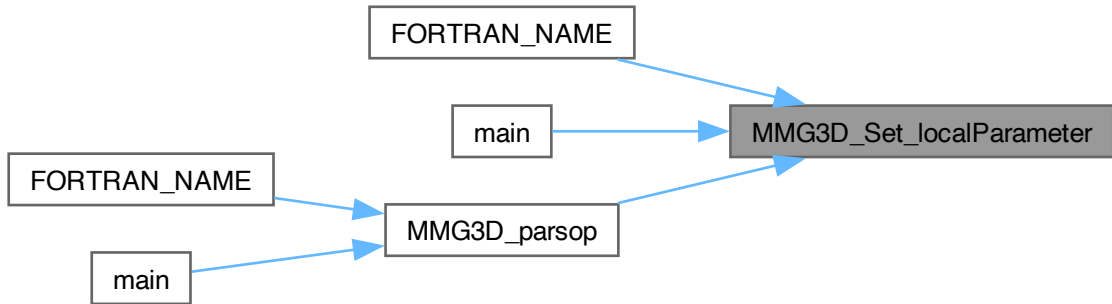 FORTRAN_NAME
main
MMG3D_Set_localParameter
FORTRAN_NAME
MMG3D_parsop
main